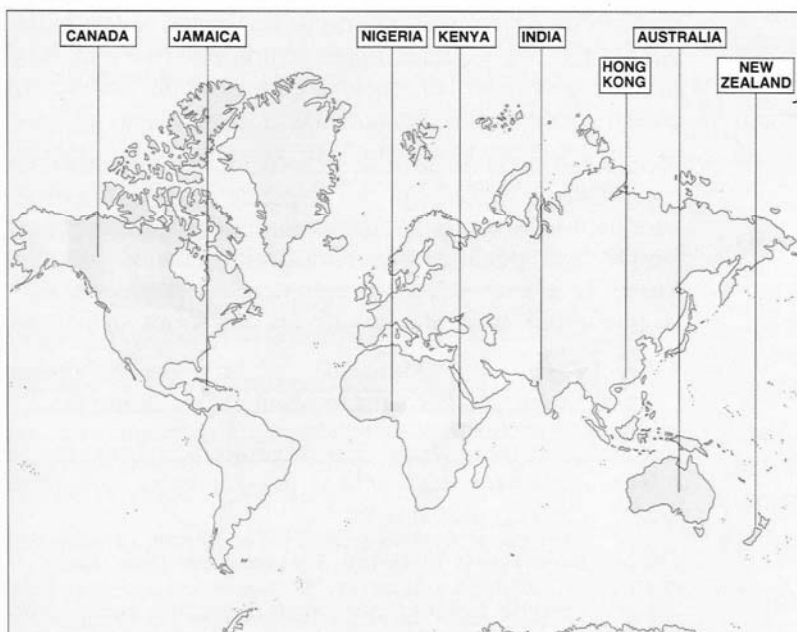 CANADA
JAMAICA
NIGERIA
KENYA
INDIA
AUSTRALIA
HONG
KONG
NEW
ZEALAND